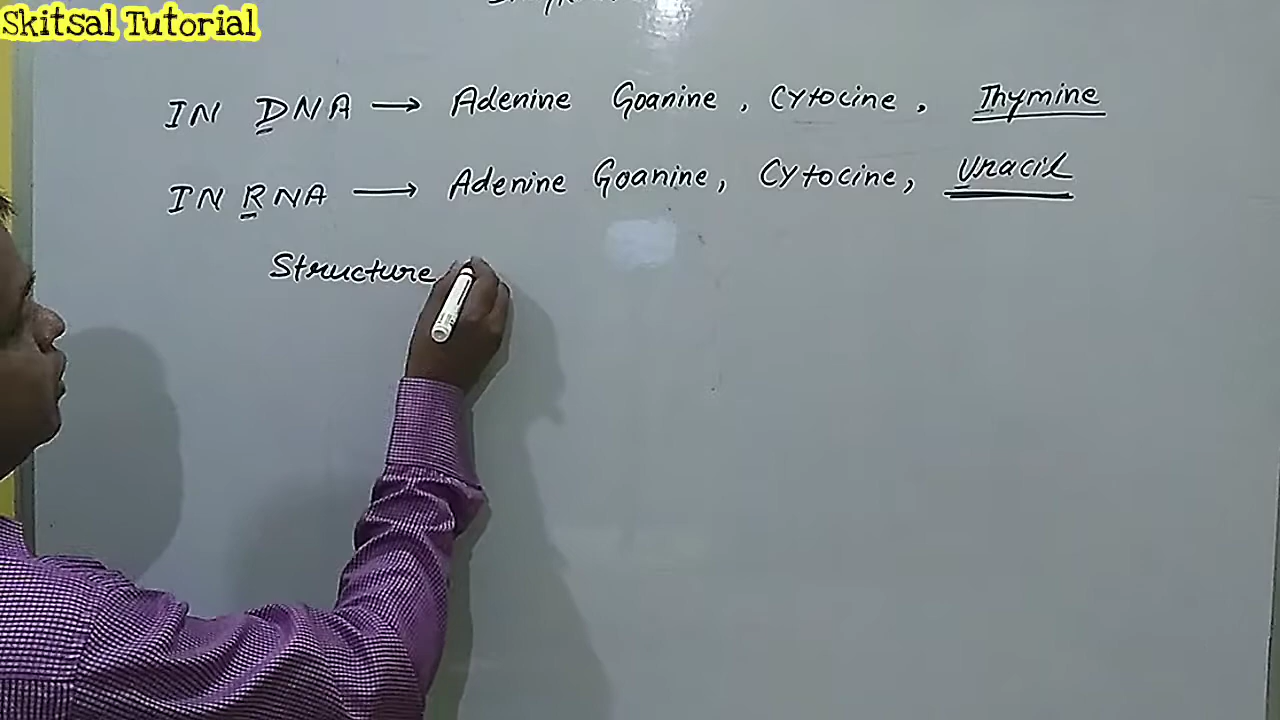 Skitsal Tutorial
IN DNA → Adenine Goanine, Cytocine, Thymine
IN RNA → Adenine Goanine, Cytocine, Uracil
Structure